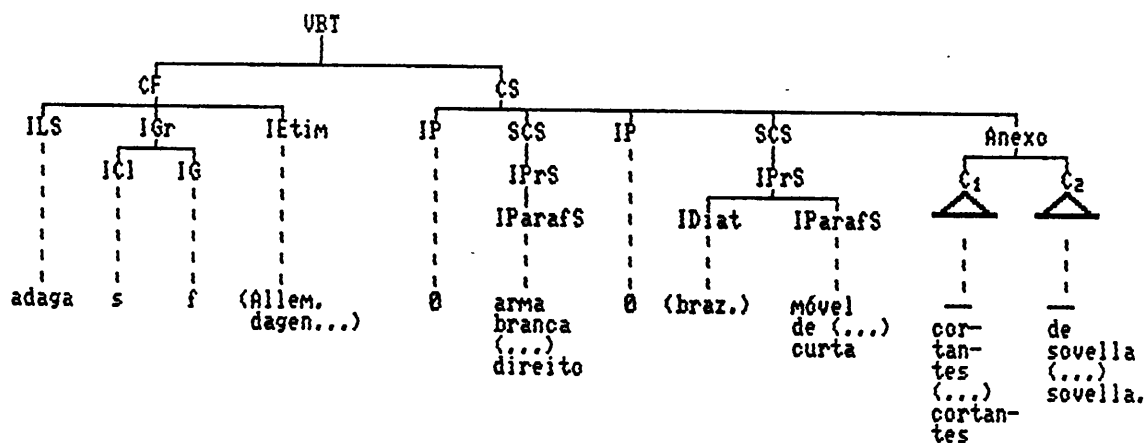 VBT
CF CS
ILS IGr IEtim IP SCS IP SCS Anexo
ICl IG IPrS IPrS C1 C2
IParafS IDiat IParafS
adaga s f (Allem. 0 arma 0 (braz.) móvel — —
dagen...) branca de (...) cor- de
(...) curta tan- sovella
direito tes (...)
(...) sovella.
cortan-
tes